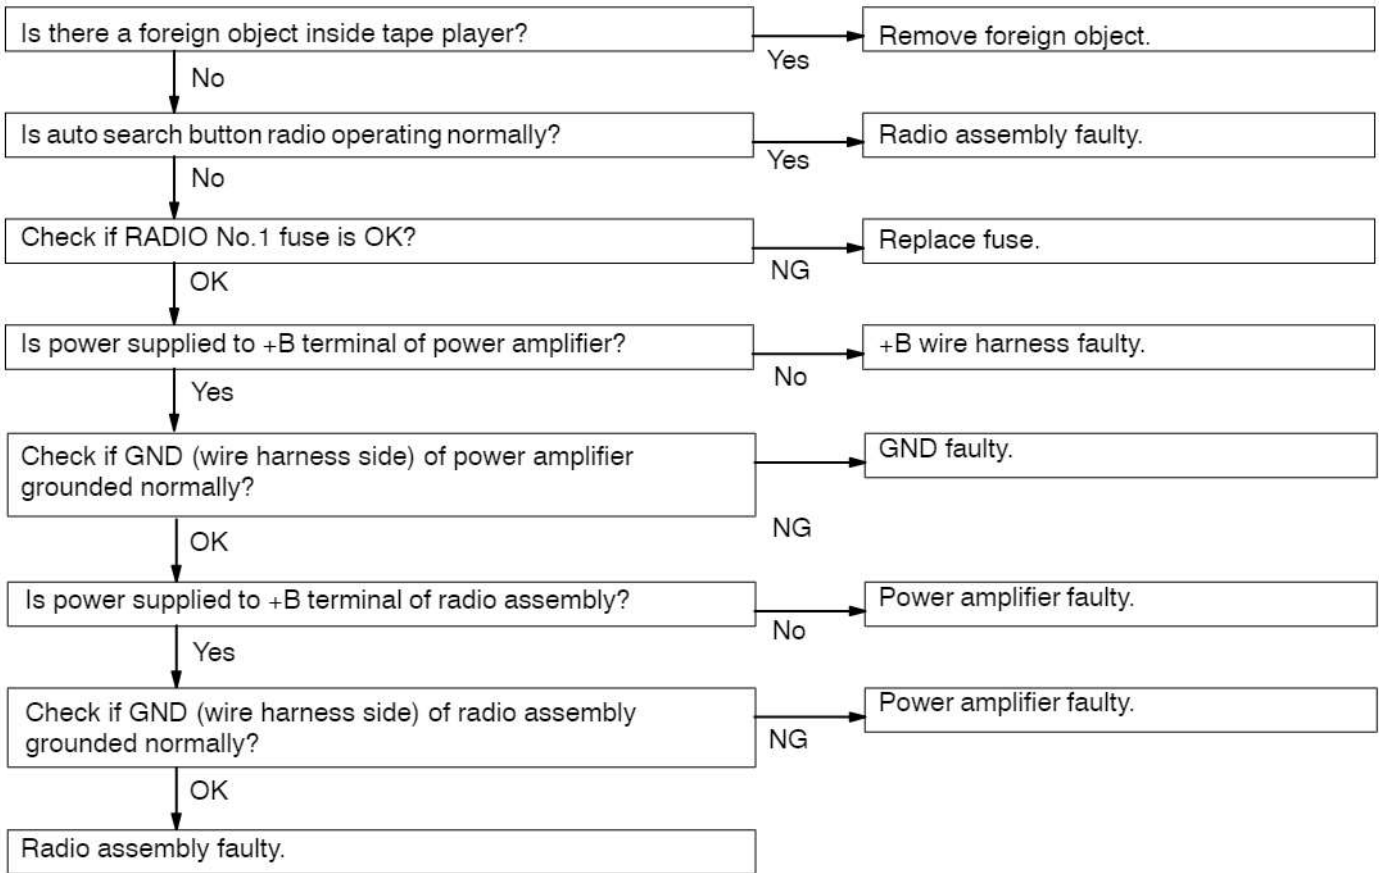 Is there a foreign object inside tape player?
Yes
Remove foreign object.
No
Is auto search button radio operating normally?
Yes
Radio assembly faulty.
No
Check if RADIO No.1 fuse is OK?
NG
Replace fuse.
OK
Is power supplied to +B terminal of power amplifier?
No
+B wire harness faulty.
Yes
Check if GND (wire harness side) of power amplifier
grounded normally?
NG
GND faulty.
OK
Is power supplied to +B terminal of radio assembly?
No
Power amplifier faulty.
Yes
Check if GND (wire harness side) of radio assembly
grounded normally?
NG
Power amplifier faulty.
OK
Radio assembly faulty.